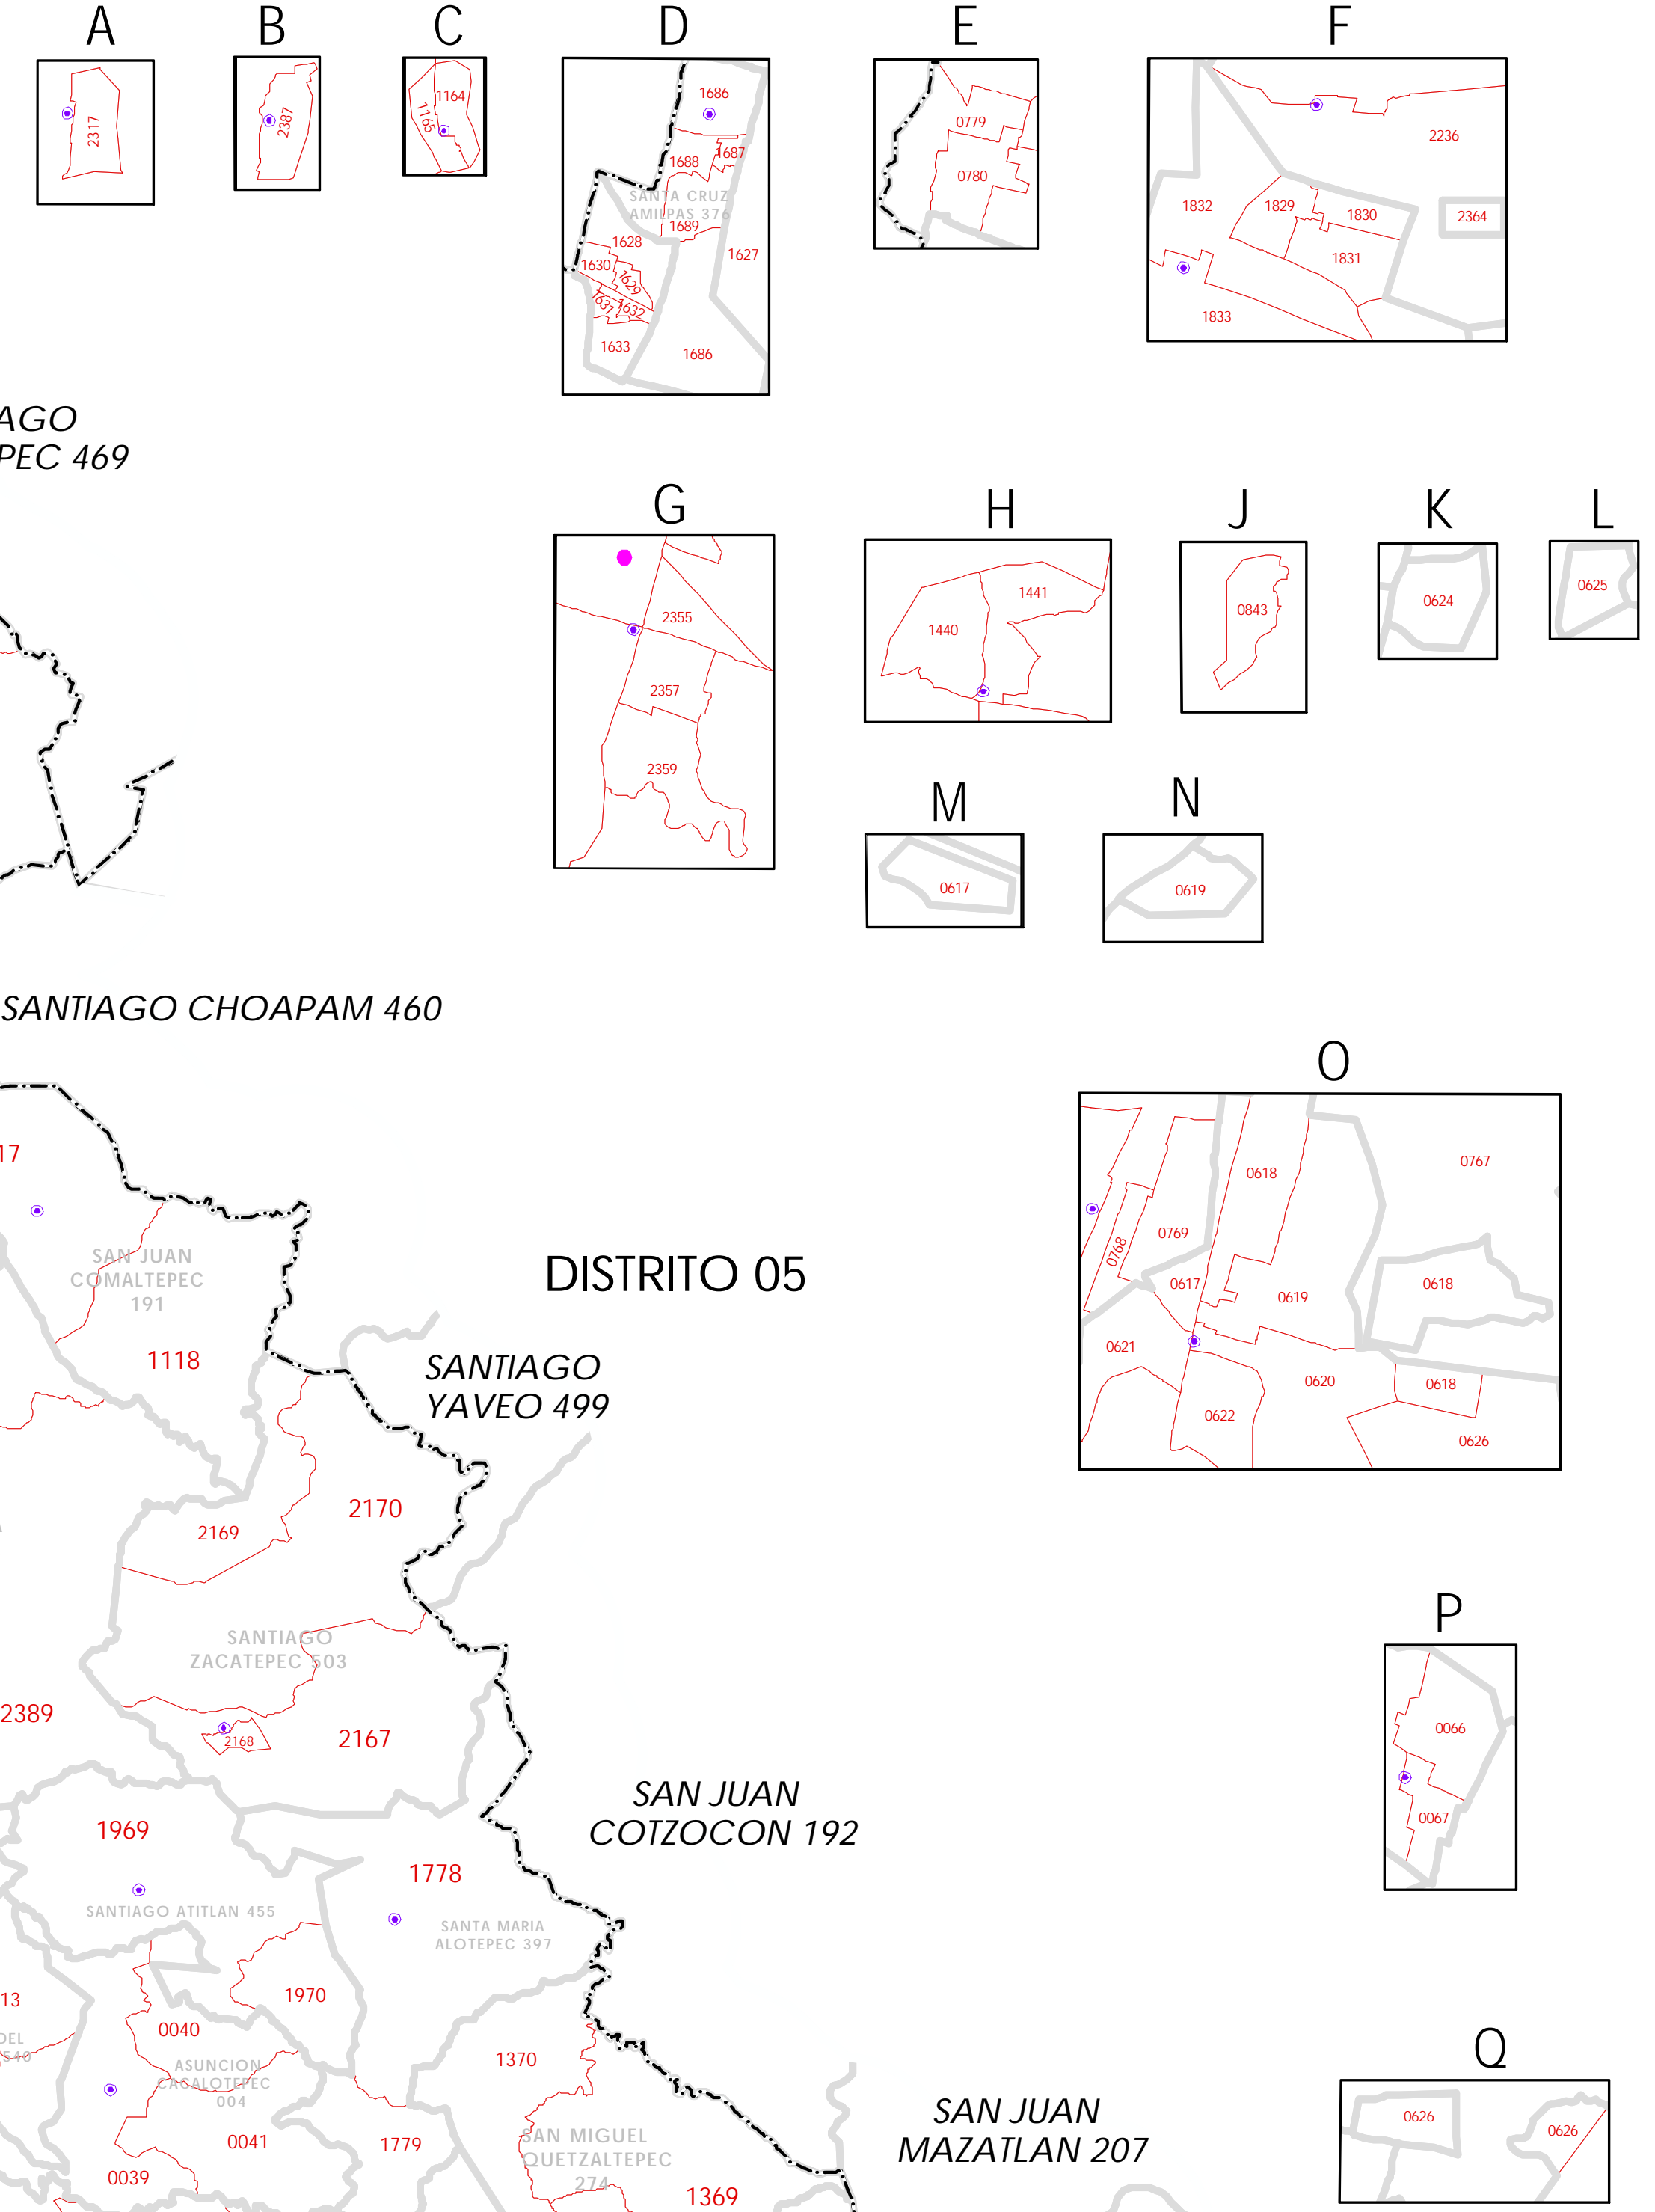 A
B
C
D
E
F
2317
2387
1164
1165
1686
1687
1688
SANTA CRUZ
AMILPAS 376
1689
1628
1627
1630
1629
1631
1632
1633
1686
0779
0780
2236
1832
1829
1830
2364
1831
1833
AGO
PEC 469
G
H
J
K
L
2355
2357
2359
1440
1441
0843
0624
0625
M
N
0617
0619
SANTIAGO CHOAPAM 460
O
0618
0767
0769
0768
0617
0619
0618
0621
0620
0618
0622
0626
17
SAN JUAN
COMALTEPEC
191
1118
DISTRITO 05
SANTIAGO
YAVEO 499
2170
2169
SANTIAGO
ZACATEPEC 503
2389
2168
2167
P
0066
0067
SAN JUAN
COTZOCON 192
1969
1778
SANTIAGO ATITLAN 455
SANTA MARIA
ALOTEPEC 397
1970
13
0040
DEL
540
ASUNCION
CACALOTEPEC
004
1370
0041
1779
0039
SAN MIGUEL
QUETZALTEPEC
274
1369
SAN JUAN
MAZATLAN 207
Q
0626
0626